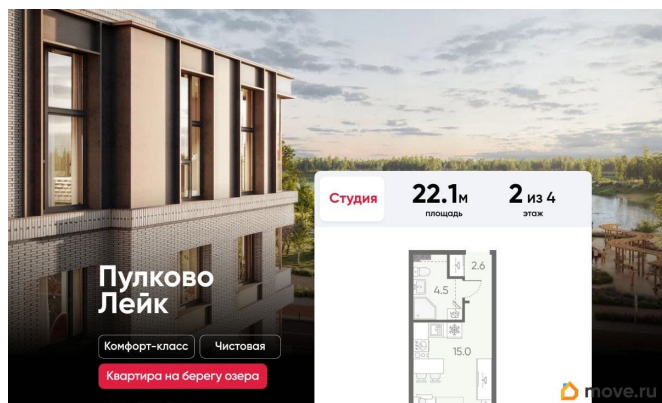 Студия
22.1м
площадь
2 из 4
этаж
2.6
4.5
15.0
Пулково
Лейк
Комфорт-класс
Чистовая
Квартира на берегу озера
move.ru